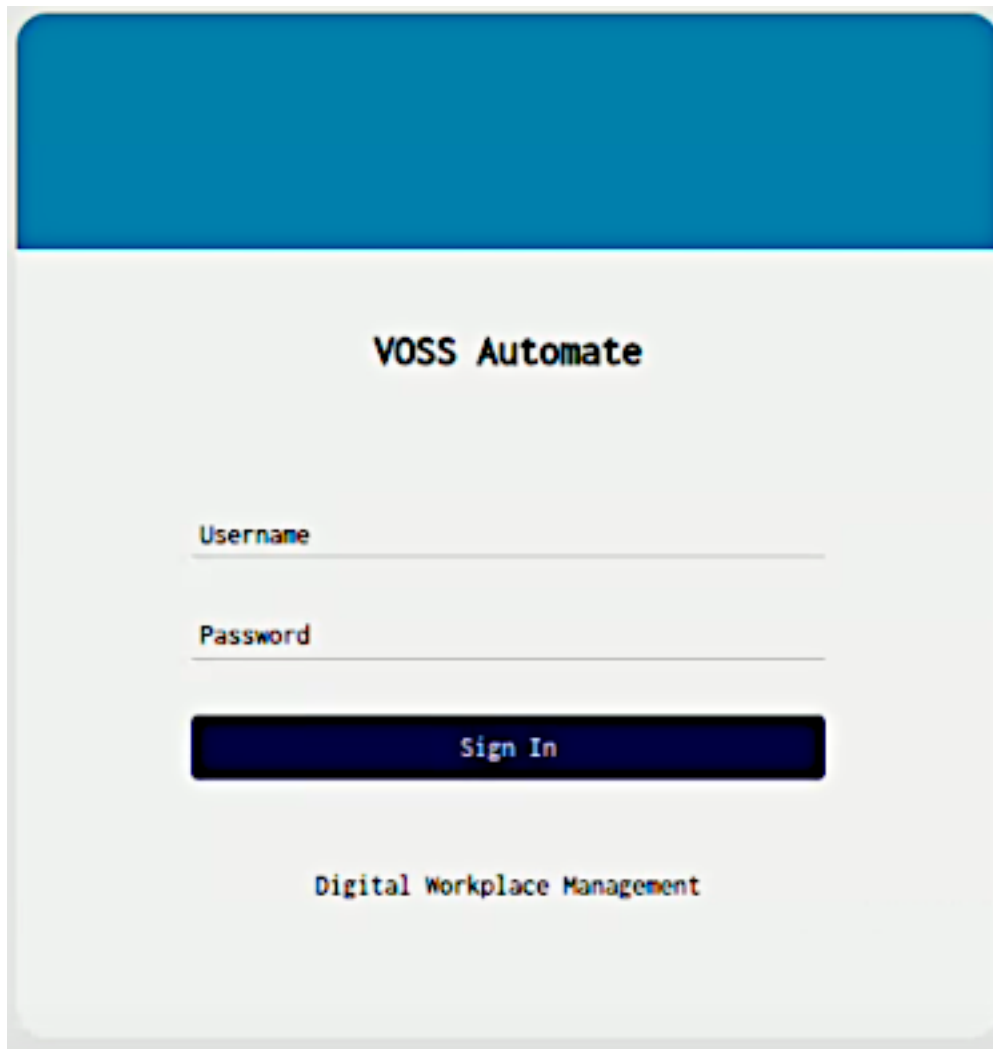 VOSS Automate
Username
Password
Sign In
Digital Workplace Management